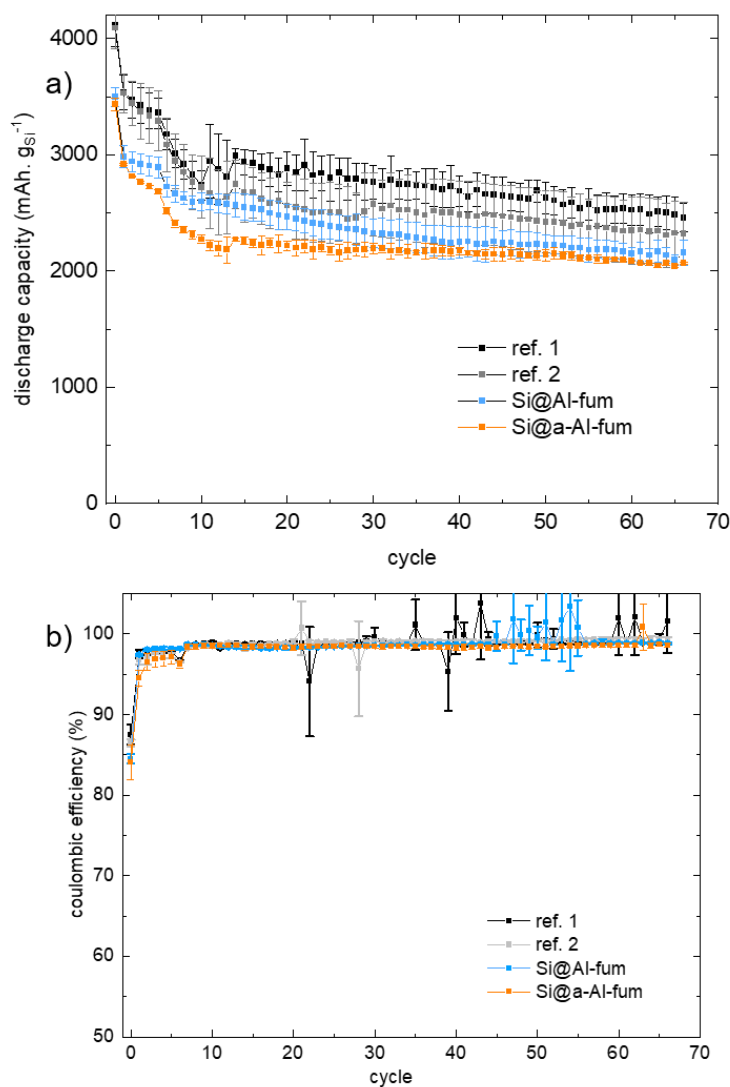 a)
4000
3000
2000
1000
0
discharge capacity (mAh. gSi⁻¹)
ref. 1
ref. 2
Si@Al-fum
Si@a-Al-fum
0 10 20 30 40 50 60 70
cycle
b)
100
90
80
70
60
50
coulombic efficiency (%)
ref. 1
ref. 2
Si@Al-fum
Si@a-Al-fum
0 10 20 30 40 50 60 70
cycle